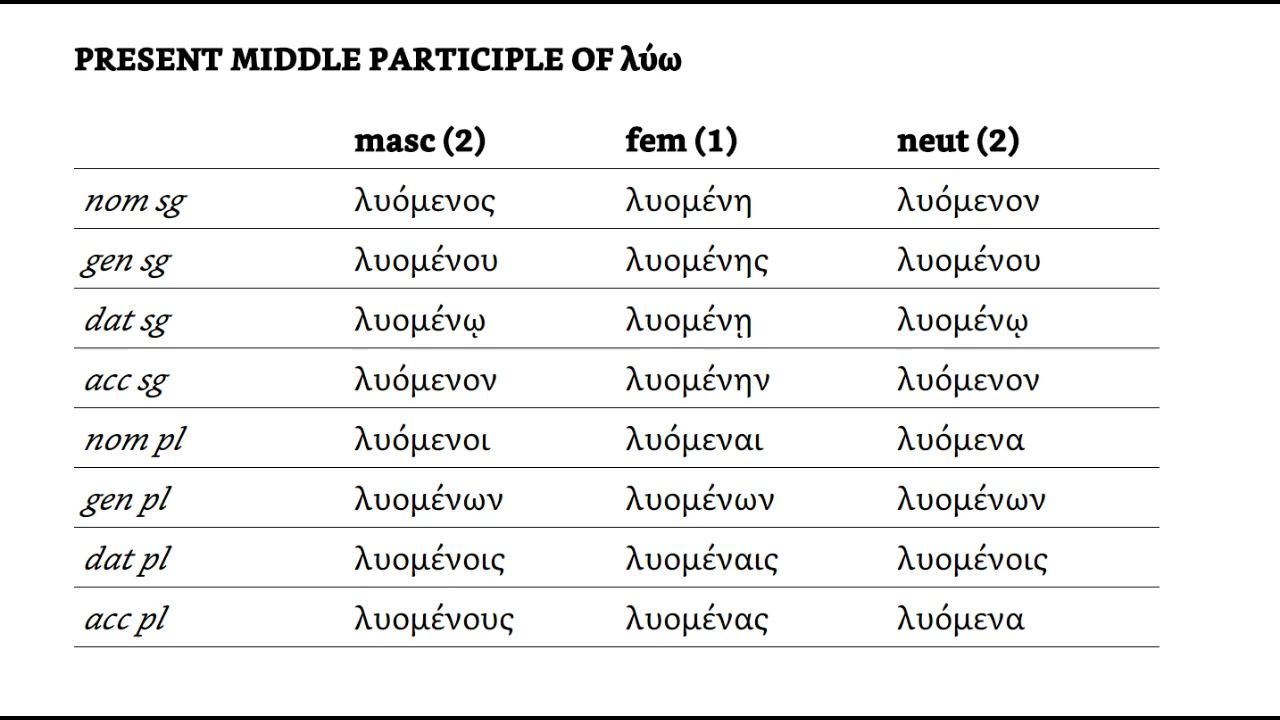 PRESENT MIDDLE PARTICIPLE OF λύω
masc (2) fem (1) neut (2)
nom sg λυόμενος λυομένη λυόμενον
gen sg λυομένου λυομένης λυομένου
dat sg λυομένῳ λυομένῃ λυομένῳ
acc sg λυόμενον λυομένην λυόμενον
nom pl λυόμενοι λυόμεναι λυόμενα
gen pl λυομένων λυομένων λυομένων
dat pl λυομένοις λυομέναις λυομένοις
acc pl λυομένους λυομένας λυόμενα